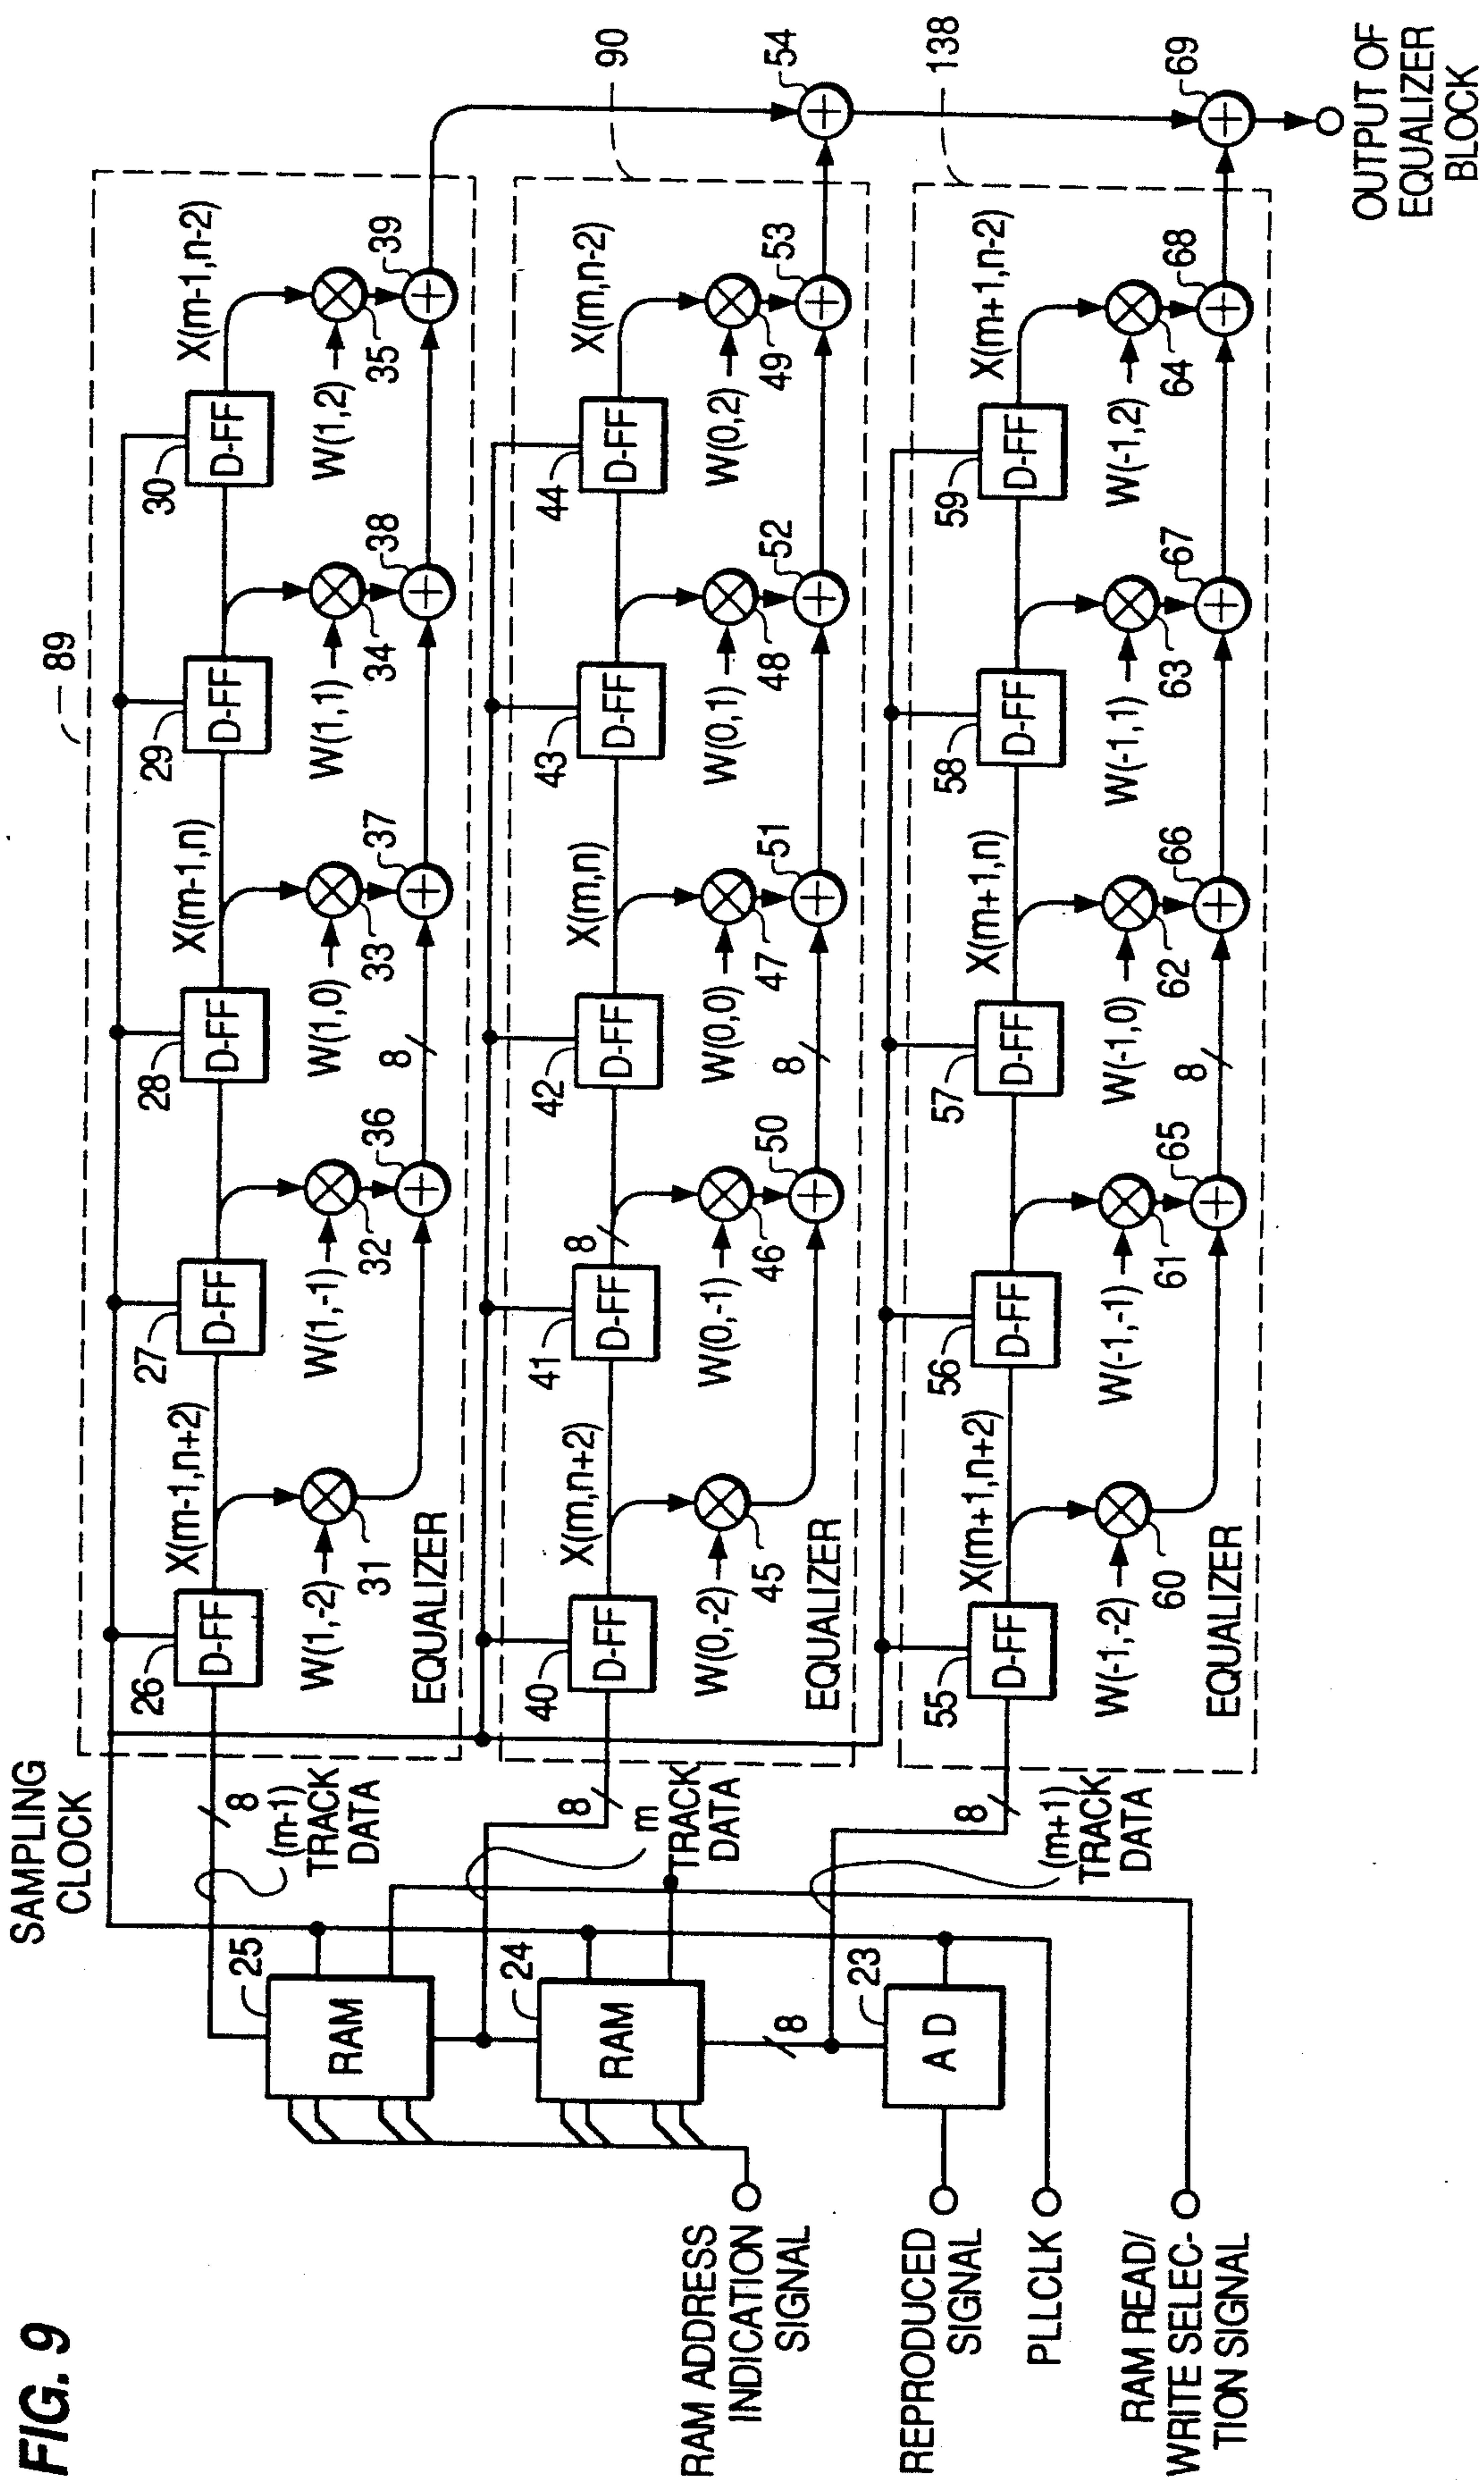 FIG. 9
SAMPLING
CLOCK
89
90
138
RAM ADDRESS
INDICATION
SIGNAL
REPRODUCED
SIGNAL
PLLCLK
RAM READ/
WRITE SELEC-
TION SIGNAL
25
RAM
24
RAM
23
A D
8
8
(m-1)
TRACK
DATA
8
m
TRACK
DATA
8
(m+1)
TRACK
DATA
26
D-FF
X(m-1,n+2)
27
D-FF
28
D-FF
X(m-1,n)
29
D-FF
30
D-FF
X(m-1,n-2)
W(1,-2)
31
W(1,-1)
32
W(1,0)
33
W(1,1)
34
W(1,2)
35
EQUALIZER
36
8
37
38
39
40
D-FF
X(m,n+2)
41
D-FF
8
42
D-FF
X(m,n)
43
D-FF
44
D-FF
X(m,n-2)
W(0,-2)
45
W(0,-1)
46
W(0,0)
47
W(0,1)
48
W(0,2)
49
EQUALIZER
50
8
51
52
53
54
55
D-FF
X(m+1,n+2)
56
D-FF
57
D-FF
X(m+1,n)
58
D-FF
59
D-FF
X(m+1,n-2)
W(-1,-2)
60
W(-1,-1)
61
W(-1,0)
62
W(-1,1)
63
W(-1,2)
64
EQUALIZER
65
8
66
67
68
69
OUTPUT OF
EQUALIZER
BLOCK